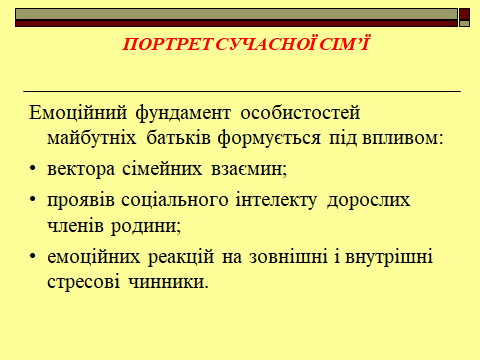 ПОРТРЕТ СУЧАСНОЇ СІМ’Ї
Емоційний фундамент особистостей
майбутніх батьків формується під впливом:
• вектора сімейних взаємин;
• проявів соціального інтелекту дорослих
членів родини;
• емоційних реакцій на зовнішні і внутрішні
стресові чинники.